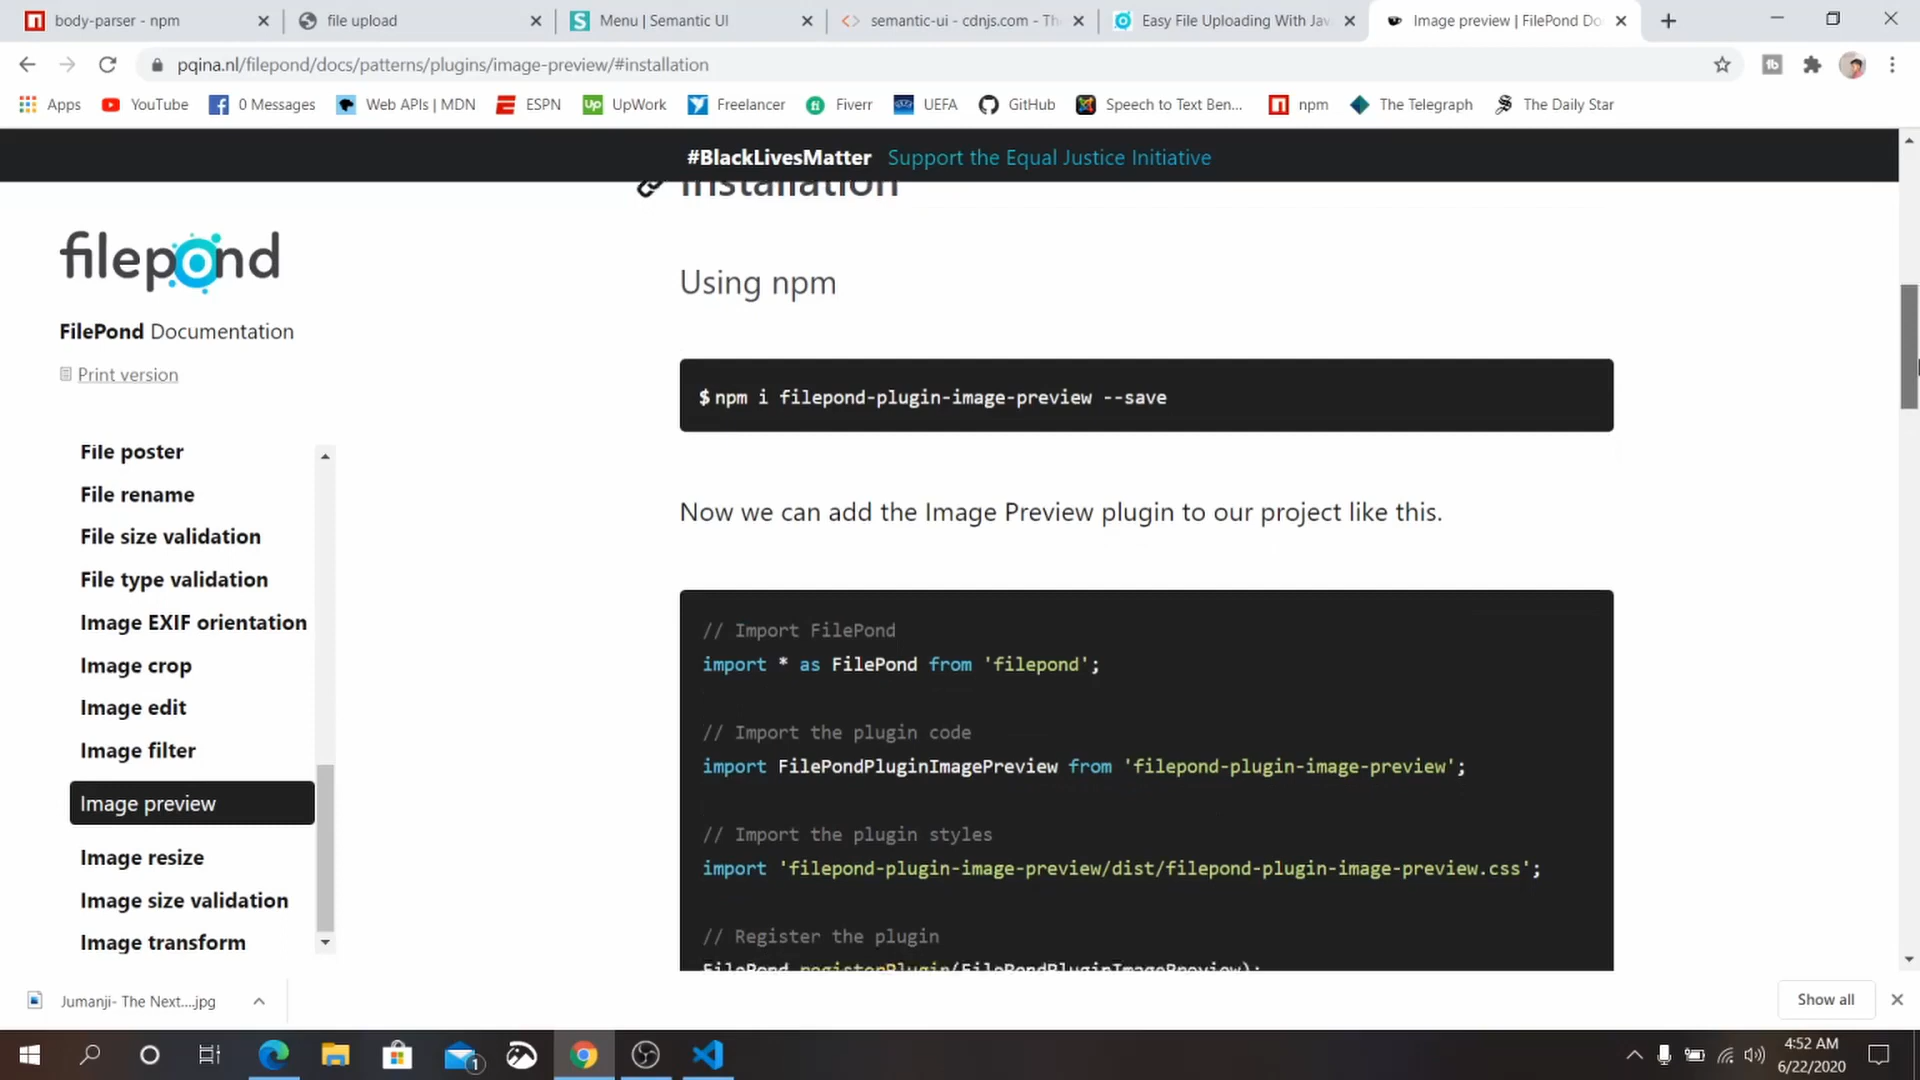 body-parser - npm
file upload
Menu | Semantic UI
semantic-ui - cdnjs.com - Th
Easy File Uploading With Jav
Image preview | FilePond Do
pqina.nl/filepond/docs/patterns/plugins/image-preview/#installation
Apps
YouTube
0 Messages
Web APIs | MDN
ESPN
UpWork
Freelancer
Fiverr
UEFA
GitHub
Speech to Text Ben...
npm
The Telegraph
The Daily Star
#BlackLivesMatter Support the Equal Justice Initiative
Installation
filepond
FilePond Documentation
Print version
File poster
File rename
File size validation
File type validation
Image EXIF orientation
Image crop
Image edit
Image filter
Image preview
Image resize
Image size validation
Image transform
Using npm
$ npm i filepond-plugin-image-preview --save
Now we can add the Image Preview plugin to our project like this.
// Import FilePond
import * as FilePond from 'filepond';
// Import the plugin code
import FilePondPluginImagePreview from 'filepond-plugin-image-preview';
// Import the plugin styles
import 'filepond-plugin-image-preview/dist/filepond-plugin-image-preview.css';
// Register the plugin
FilePond.registerPlugin(FilePondPluginImagePreview);
Jumanji- The Next....jpg
Show all
1
4:52 AM
6/22/2020